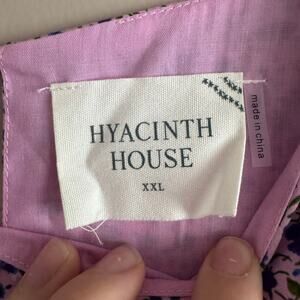 HYACINTH
HOUSE
XXL
made in china